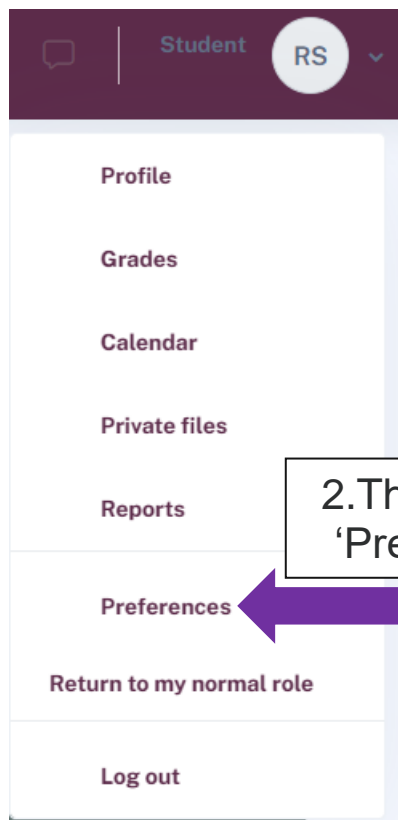 Student
RS
Profile
Grades
Calendar
Private files
Reports
2.Th
‘Pre
Preferences
Return to my normal role
Log out